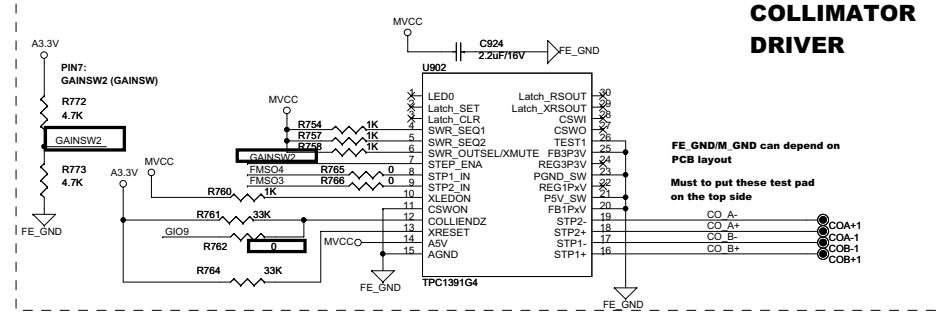 COLLIMATOR
DRIVER
MVCC
C924
2.2uF/16V
FE_GND
A3.3V
PIN7:
GAINSW2 (GAINSW)
R772
4.7K
GAINSW2
R773
4.7K
FE_GND
U902
MVCC
R754 1K
R757 1K
R758 1K
GAINSW2
FMSO4 R765 0
FMSO3 R766 0
MVCC
A3.3V
R760 1K
R761 33K
GIO9
R762 0
MVCC
R764 33K
FE_GND
1 LED0 Latch_RSOUT 30
2 Latch_SET Latch_XRSOUT 29
3 Latch_CLR CSWI 28
4 SWR_SEQ1 CSWO 27
5 SWR_SEQ2 TEST1 26
6 SWR_OUTSEL/XMUTE FB3P3V 25
7 STEP_ENA REG3P3V 24
8 STP1_IN PGND_SW 23
9 STP2_IN REG1PxV 22
10 XLEDON P5V_SW 21
11 CSWON FB1PxV 20
12 COLLIENDZ STP2- 19
13 XRESET STP2+ 18
14 A5V STP1- 17
15 AGND STP1+ 16
TPC1391G4
FE_GND
FE_GND/M_GND can depend on
PCB layout
Must to put these test pad
on the top side
CO_A-
CO_A+
CO_B-
CO_B+
COA+1
COA-1
COB-1
COB+1